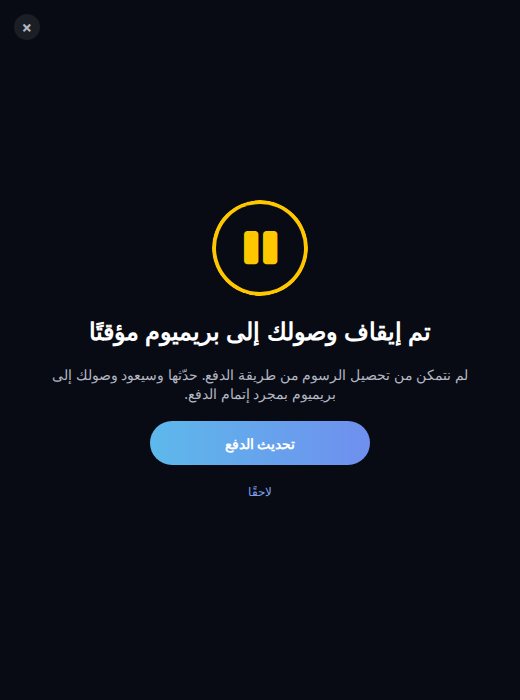 تم إيقاف وصولك إلى بريميوم مؤقتًا
لم نتمكن من تحصيل الرسوم من طريقة الدفع. حدّثها وسيعود وصولك إلى
بريميوم بمجرد إتمام الدفع.
تحديث الدفع
لاحقًا